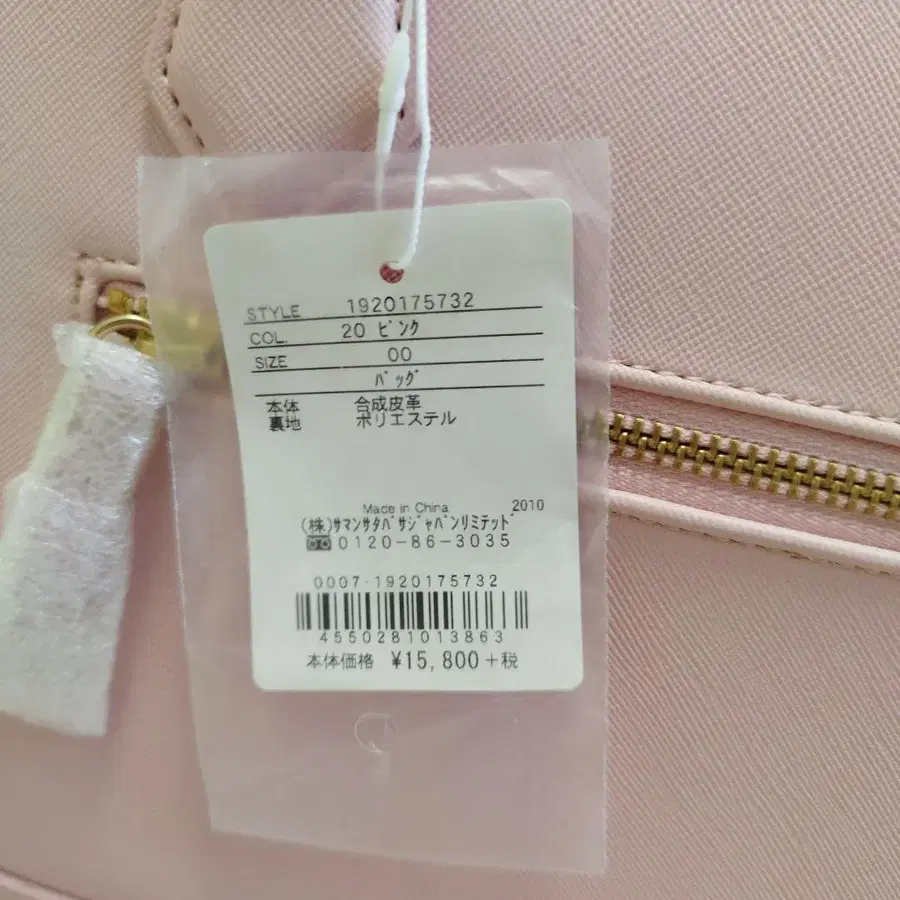 STYLE 1920175732
COL. 20 ﾋﾟﾝｸ
SIZE 00
ﾊﾞｯｸﾞ
本体 合成皮革
裏地 ポリエステル
Made in China 2010
(株)ｻﾏﾝｻﾀﾊﾞｻｼﾞｬﾊﾟﾝﾘﾐﾃｯﾄﾞ
0120-86-3035
0007-1920175732
4550281013863
本体価格 ¥15,800+税